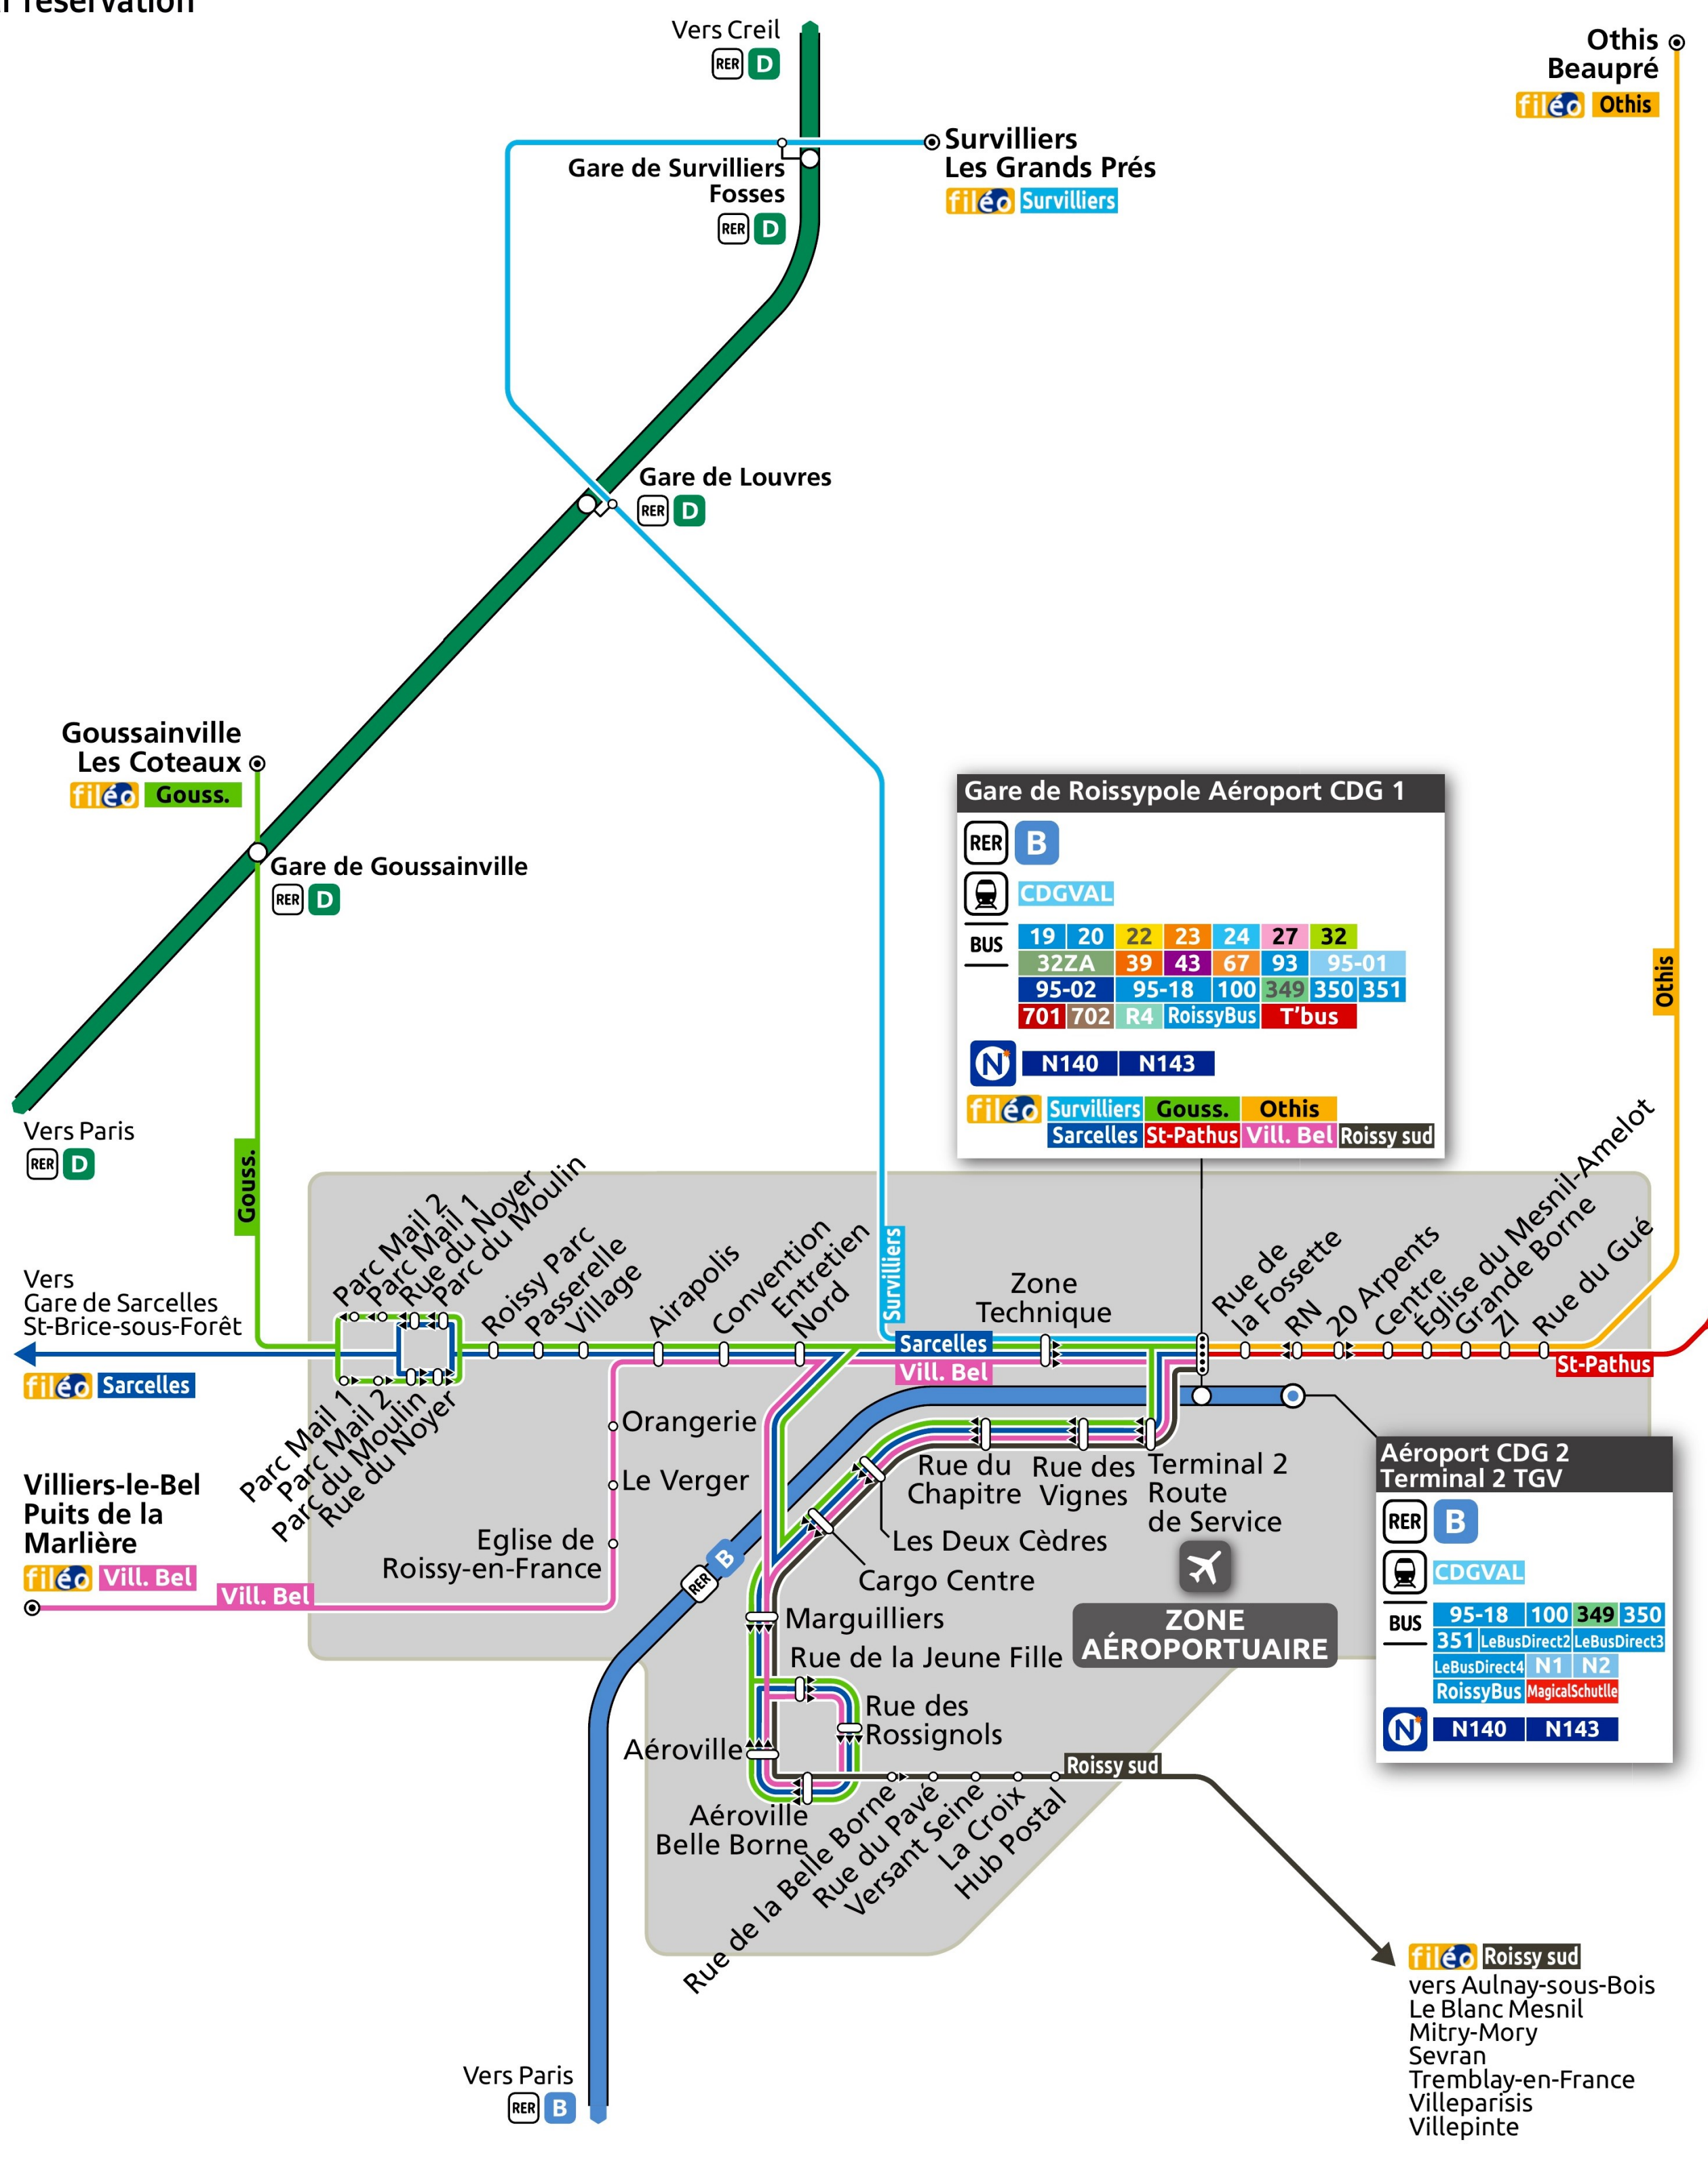 Vers Creil
RER D
Othis
Beaupré
filéo Othis
Survilliers
Les Grands Prés
filéo Survilliers
Gare de Survilliers
Fosses
RER D
Gare de Louvres
RER D
Goussainville
Les Coteaux
filéo Gouss.
Gare de Goussainville
RER D
Gare de Roissypole Aéroport CDG 1
RER B
CDGVAL
BUS
19 20 22 23 24 27 32
32ZA 39 43 67 93 95-01
95-02 95-18 100 349 350 351
701 702 R4 RoissyBus T'bus
N N140 N143
filéo Survilliers Gouss. Othis
Sarcelles St-Pathus Vill. Bel Roissy sud
Othis
Vers Paris
RER D
Gouss.
Survilliers
Vers
Gare de Sarcelles
St-Brice-sous-Forêt
filéo Sarcelles
Parc Mail 2
Parc Mail 1
Rue du Noyer
Parc du Moulin
Roissy Parc
Passerelle
Village
Airapolis
Convention
Entretien
Nord
Zone
Technique
Sarcelles
Vill. Bel
Rue de
la Fossette
RN
20 Arpents
Centre
Église du Mesnil-Amelot
Grande Borne
ZI
Rue du Gué
St-Pathus
Parc Mail 1
Parc Mail 2
Parc du Moulin
Rue du Noyer
Orangerie
Le Verger
Eglise de
Roissy-en-France
Villiers-le-Bel
Puits de la
Marlière
filéo Vill. Bel
Vill. Bel
RER B
Rue du
Chapitre
Rue des
Vignes
Terminal 2
Route
de Service
Les Deux Cèdres
Cargo Centre
Marguilliers
Rue de la Jeune Fille
Rue des
Rossignols
Aéroville
Aéroville
Belle Borne
ZONE
AÉROPORTUAIRE
Aéroport CDG 2
Terminal 2 TGV
RER B
CDGVAL
BUS
95-18 100 349 350
351 LeBusDirect2 LeBusDirect3
LeBusDirect4 N1 N2
RoissyBus MagicalSchutlle
N N140 N143
Roissy sud
Rue de la Belle Borne
Rue du Pavé
Versant Seine
La Croix
Hub Postal
filéo Roissy sud
vers Aulnay-sous-Bois
Le Blanc Mesnil
Mitry-Mory
Sevran
Tremblay-en-France
Villeparisis
Villepinte
Vers Paris
RER B